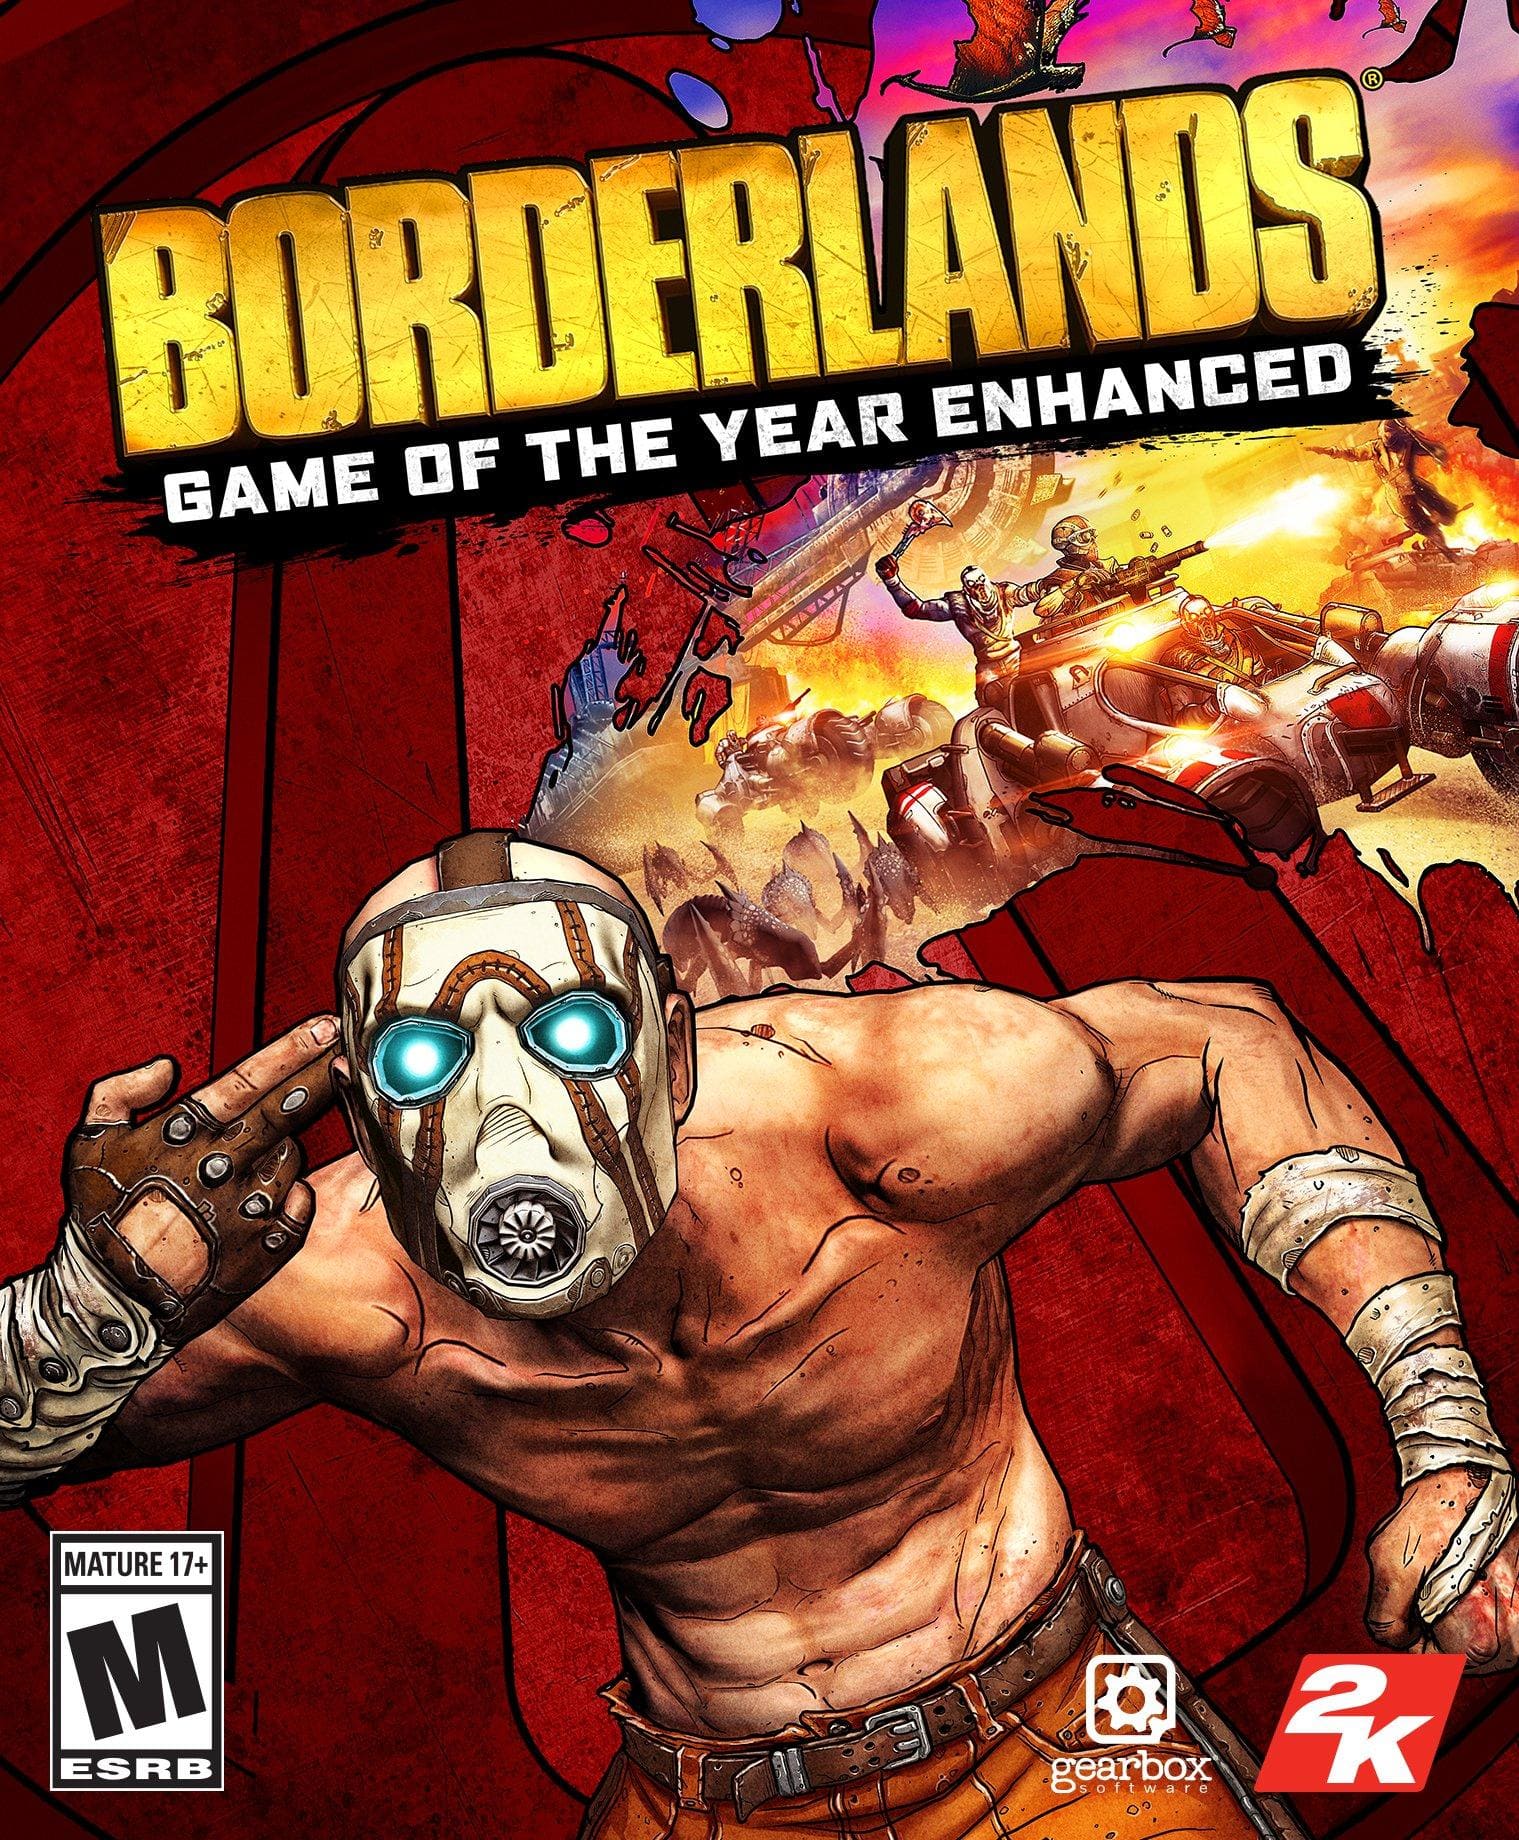 BORDERLANDS®
GAME OF THE YEAR ENHANCED
MATURE 17+
M
ESRB
gearbox
software
2K